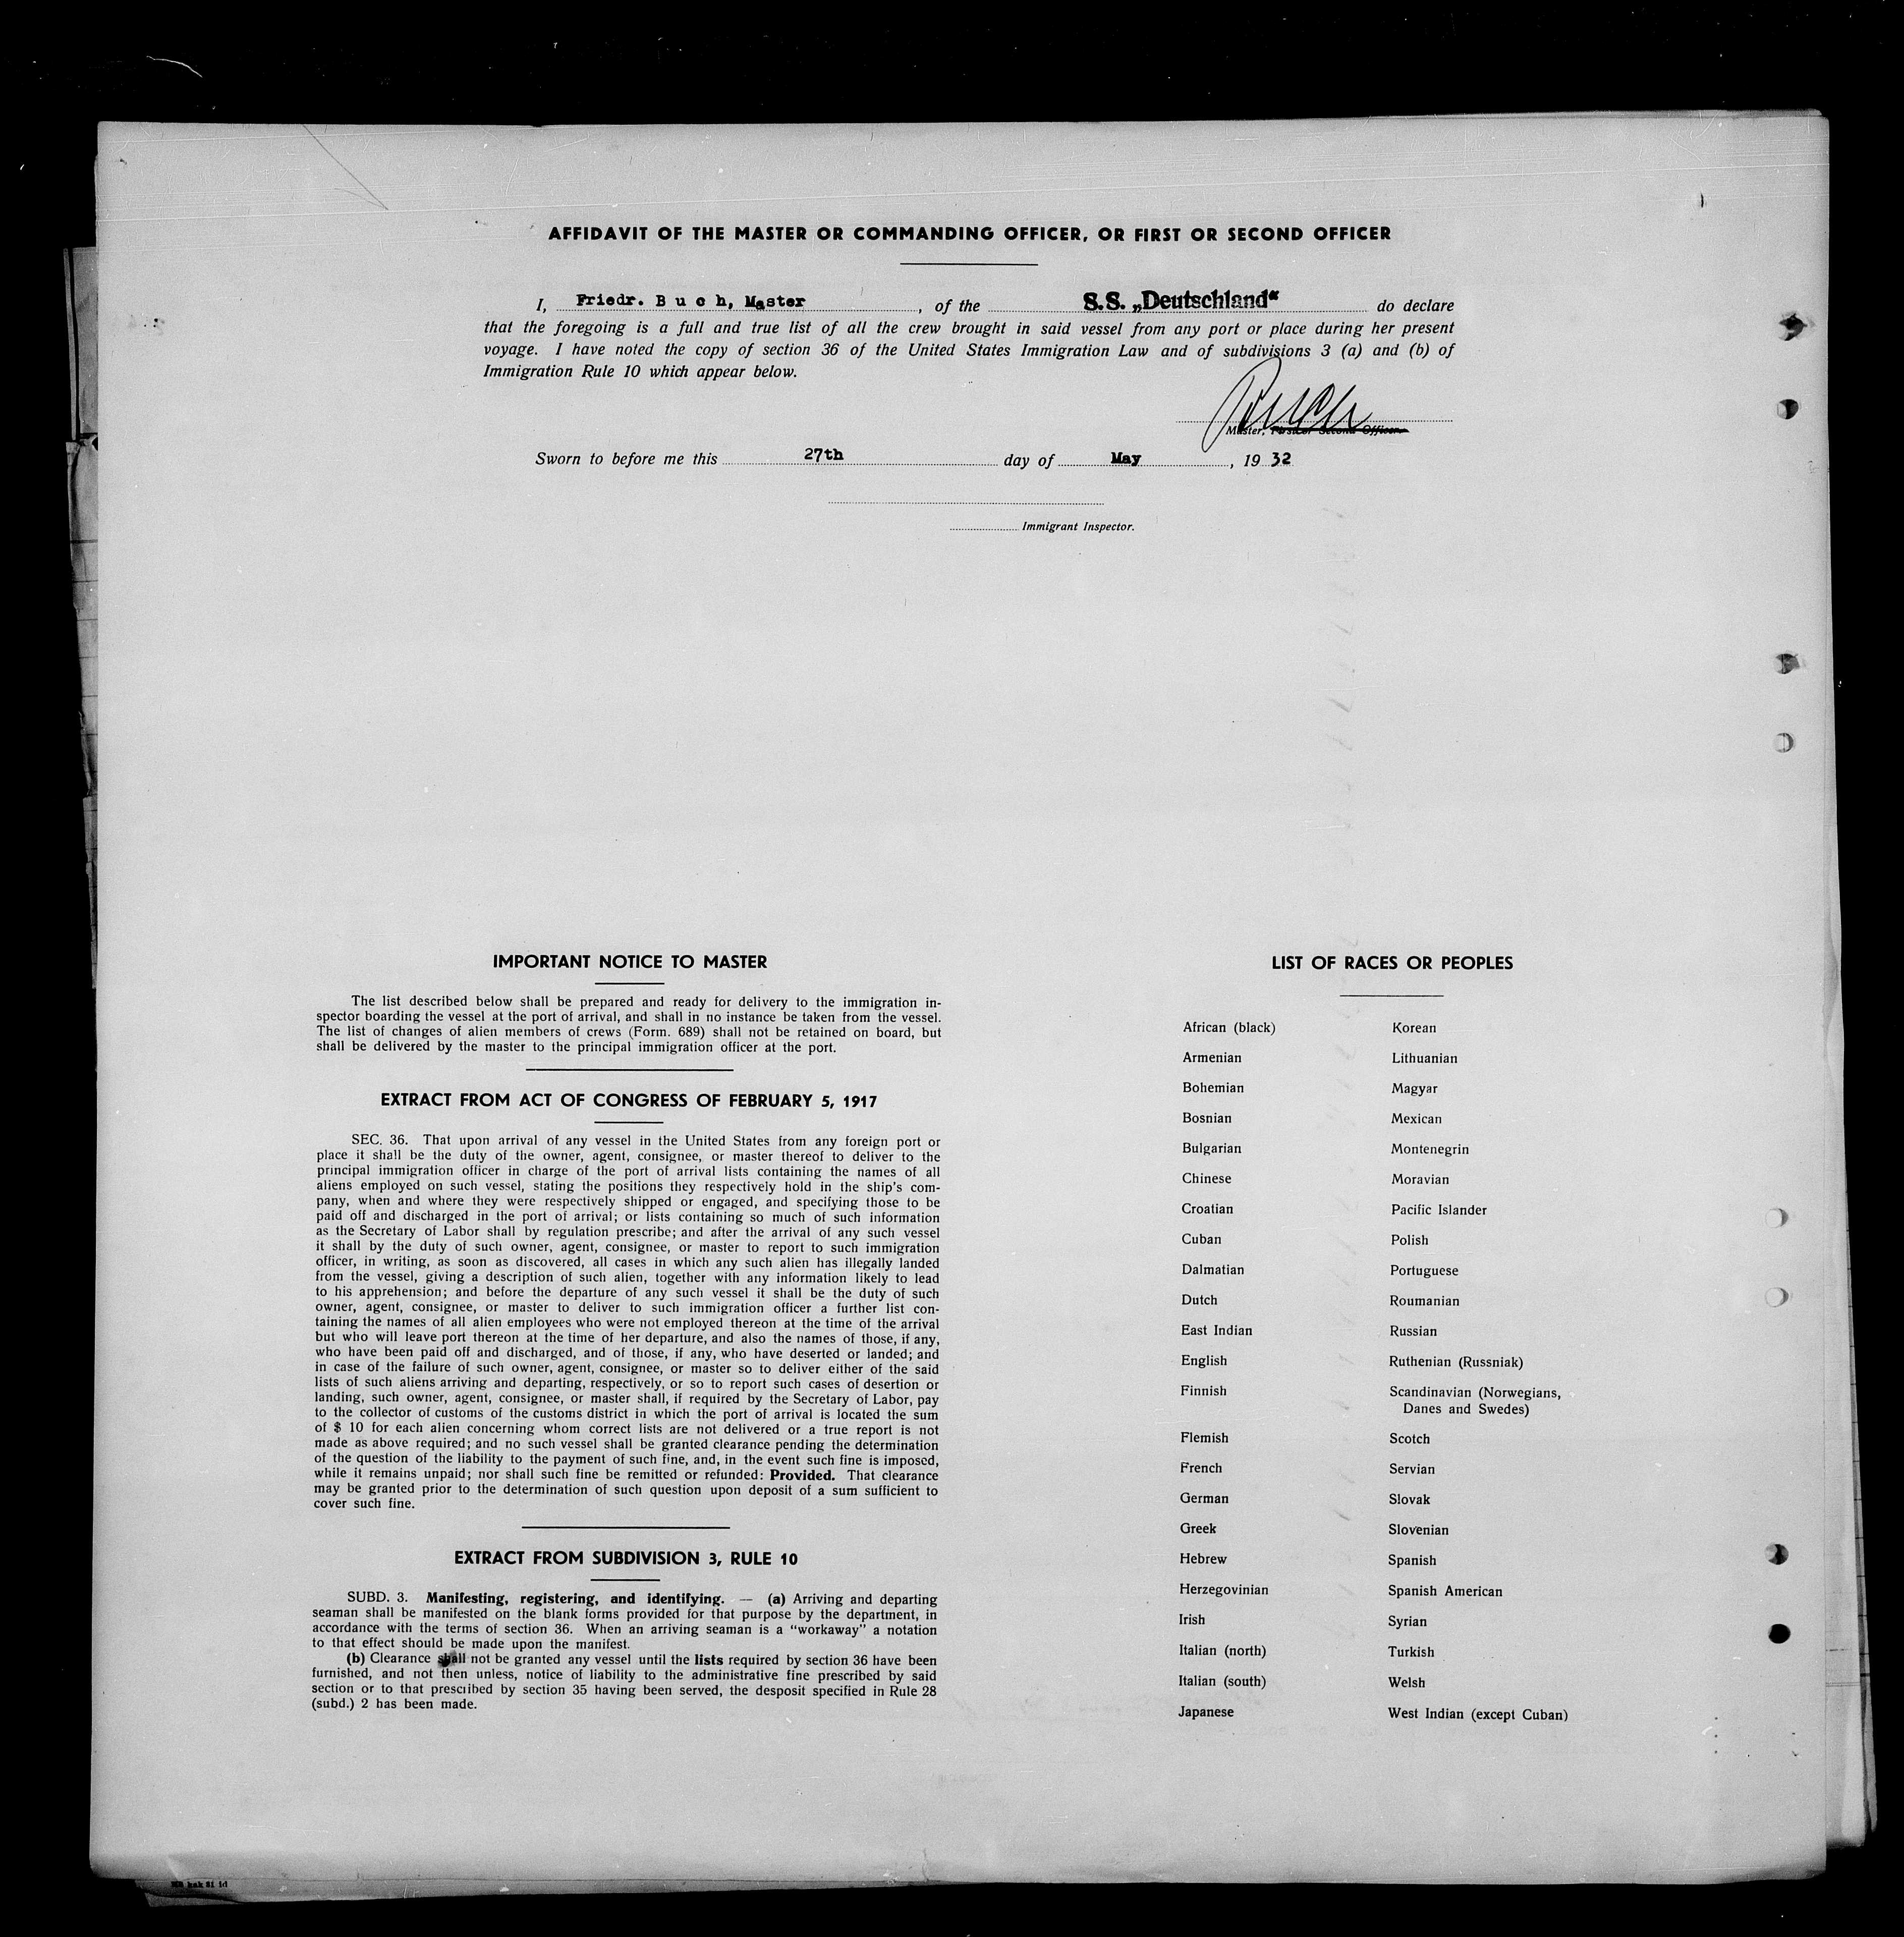 AFFIDAVIT OF THE MASTER OR COMMANDING OFFICER, OR FIRST OR SECOND OFFICER
I, Friedr. B u c h, Master, of the S.S. „Deutschland“ do declare
that the foregoing is a full and true list of all the crew brought in said vessel from any port or place during her present
voyage. I have noted the copy of section 36 of the United States Immigration Law and of subdivisions 3 (a) and (b) of
Immigration Rule 10 which appear below.
Buch
Master, First or Second Officer
Sworn to before me this 27th day of May, 19 32
Immigrant Inspector.
IMPORTANT NOTICE TO MASTER
The list described below shall be prepared and ready for delivery to the immigration in-
spector boarding the vessel at the port of arrival, and shall in no instance be taken from the vessel.
The list of changes of alien members of crews (Form. 689) shall not be retained on board, but
shall be delivered by the master to the principal immigration officer at the port.
EXTRACT FROM ACT OF CONGRESS OF FEBRUARY 5, 1917
SEC. 36. That upon arrival of any vessel in the United States from any foreign port or
place it shall be the duty of the owner, agent, consignee, or master thereof to deliver to the
principal immigration officer in charge of the port of arrival lists containing the names of all
aliens employed on such vessel, stating the positions they respectively hold in the ship's com-
pany, when and where they were respectively shipped or engaged, and specifying those to be
paid off and discharged in the port of arrival; or lists containing so much of such information
as the Secretary of Labor shall by regulation prescribe; and after the arrival of any such vessel
it shall by the duty of such owner, agent, consignee, or master to report to such immigration
officer, in writing, as soon as discovered, all cases in which any such alien has illegally landed
from the vessel, giving a description of such alien, together with any information likely to lead
to his apprehension; and before the departure of any such vessel it shall be the duty of such
owner, agent, consignee, or master to deliver to such immigration officer a further list con-
taining the names of all alien employees who were not employed thereon at the time of the arrival
but who will leave port thereon at the time of her departure, and also the names of those, if any,
who have been paid off and discharged, and of those, if any, who have deserted or landed; and
in case of the failure of such owner, agent, consignee, or master so to deliver either of the said
lists of such aliens arriving and departing, respectively, or so to report such cases of desertion or
landing, such owner, agent, consignee, or master shall, if required by the Secretary of Labor, pay
to the collector of customs of the customs district in which the port of arrival is located the sum
of $ 10 for each alien concerning whom correct lists are not delivered or a true report is not
made as above required; and no such vessel shall be granted clearance pending the determination
of the question of the liability to the payment of such fine, and, in the event such fine is imposed,
while it remains unpaid; nor shall such fine be remitted or refunded: Provided. That clearance
may be granted prior to the determination of such question upon deposit of a sum sufficient to
cover such fine.
EXTRACT FROM SUBDIVISION 3, RULE 10
SUBD. 3. Manifesting, registering, and identifying. — (a) Arriving and departing
seaman shall be manifested on the blank forms provided for that purpose by the department, in
accordance with the terms of section 36. When an arriving seaman is a “workaway” a notation
to that effect should be made upon the manifest.
(b) Clearance shall not be granted any vessel until the lists required by section 36 have been
furnished, and not then unless, notice of liability to the administrative fine prescribed by said
section or to that prescribed by section 35 having been served, the desposit specified in Rule 28
(subd.) 2 has been made.
LIST OF RACES OR PEOPLES
African (black)
Armenian
Bohemian
Bosnian
Bulgarian
Chinese
Croatian
Cuban
Dalmatian
Dutch
East Indian
English
Finnish
Flemish
French
German
Greek
Hebrew
Herzegovinian
Irish
Italian (north)
Italian (south)
Japanese
Korean
Lithuanian
Magyar
Mexican
Montenegrin
Moravian
Pacific Islander
Polish
Portuguese
Roumanian
Russian
Ruthenian (Russniak)
Scandinavian (Norwegians,
Danes and Swedes)
Scotch
Servian
Slovak
Slovenian
Spanish
Spanish American
Syrian
Turkish
Welsh
West Indian (except Cuban)